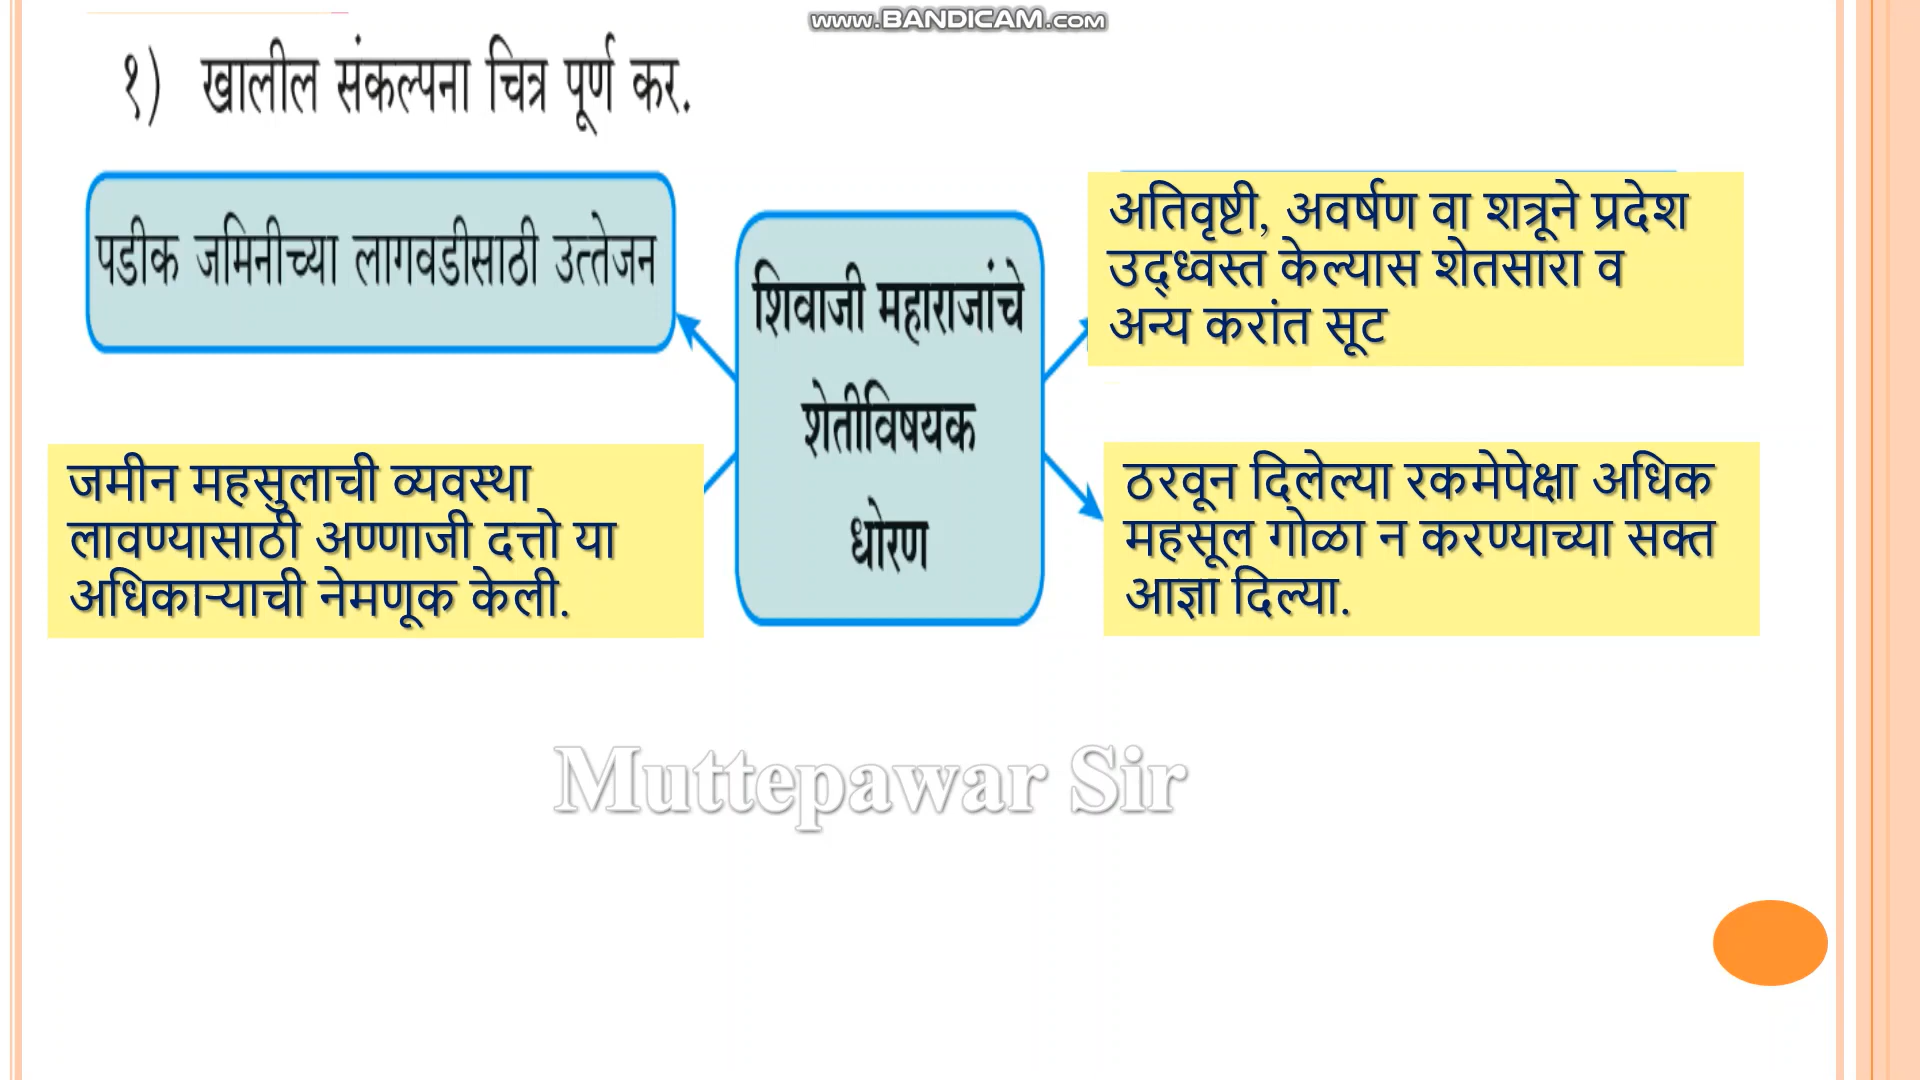 www.BANDICAM.com
१) खालील संकल्पना चित्र पूर्ण कर.
पडीक जमिनीच्या लागवडीसाठी उत्तेजन
शिवाजी महाराजांचे
शेतीविषयक
धोरण
अतिवृष्टी, अवर्षण वा शत्रूने प्रदेश
उद्ध्वस्त केल्यास शेतसारा व
अन्य करांत सूट
जमीन महसुलाची व्यवस्था
लावण्यासाठी अण्णाजी दत्तो या
अधिकाऱ्याची नेमणूक केली.
ठरवून दिलेल्या रकमेपेक्षा अधिक
महसूल गोळा न करण्याच्या सक्त
आज्ञा दिल्या.
Muttepawar Sir